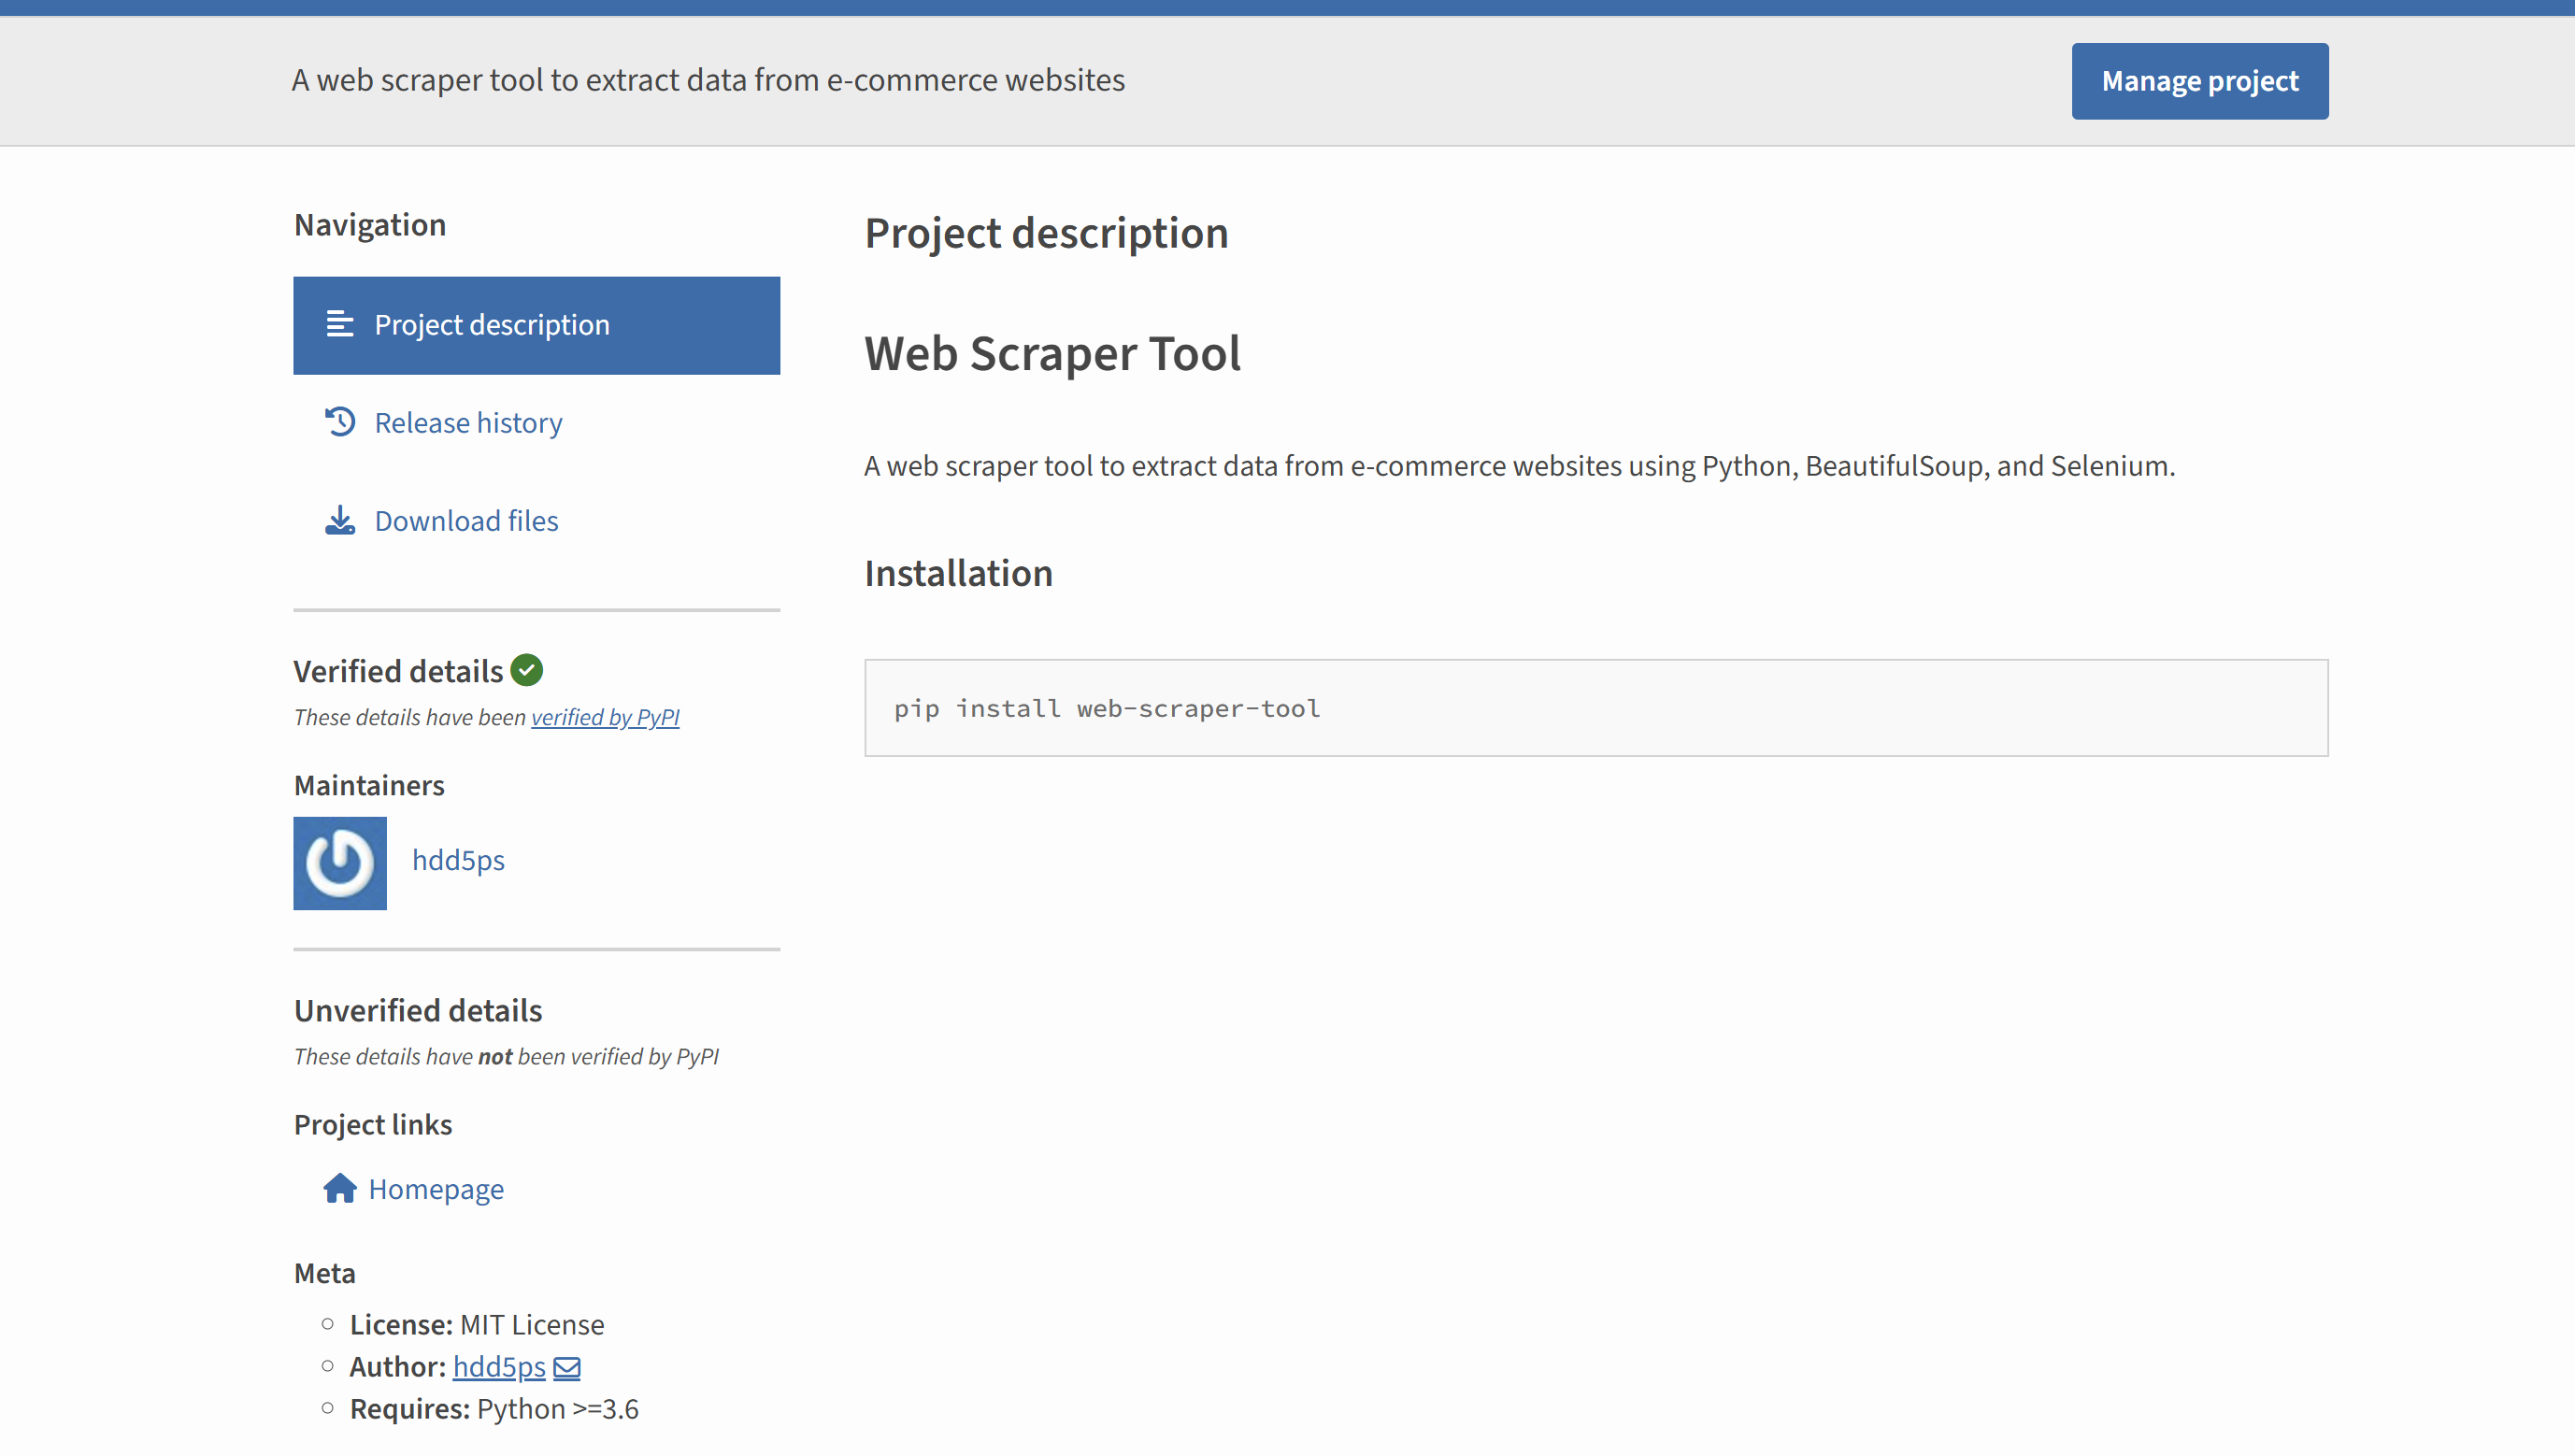 A web scraper tool to extract data from e-commerce websites
Manage project
Navigation
Project description
Release history
Download files
Verified details
These details have been verified by PyPI
Maintainers
hdd5ps
Unverified details
These details have not been verified by PyPI
Project links
Homepage
Meta
License: MIT License
Author: hdd5ps
Requires: Python >=3.6
Project description
Web Scraper Tool
A web scraper tool to extract data from e-commerce websites using Python, BeautifulSoup, and Selenium.
Installation
pip install web-scraper-tool